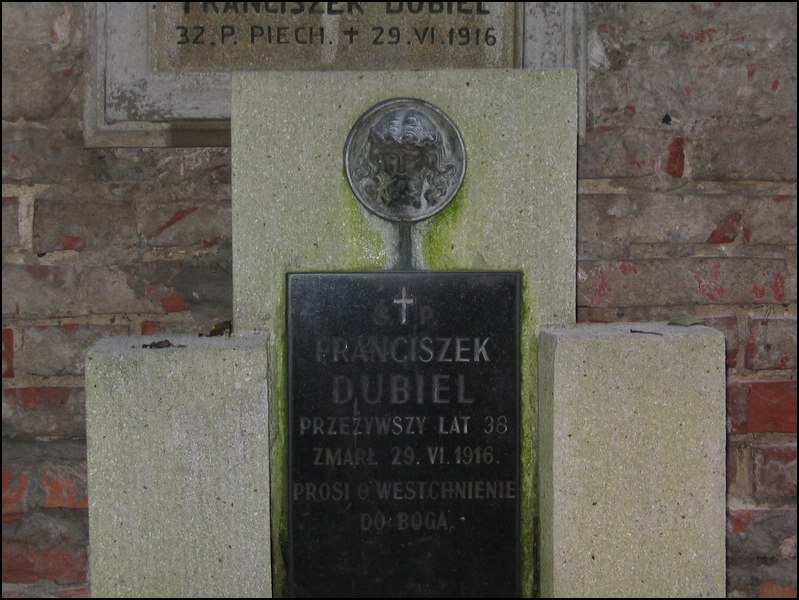 FRANCISZEK DUBIEL
32. P. PIECH. † 29.VI.1916
Ś. † P.
FRANCISZEK
DUBIEL
PRZEŻYWSZY LAT 38
ZMARŁ 29. VI. 1916.
PROSI O WESTCHNIENIE
DO BOGA.